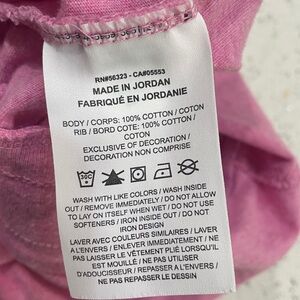 RN#56323 - CA#05553
MADE IN JORDAN
FABRIQUÉ EN JORDANIE
BODY / CORPS: 100% COTTON / COTON
RIB / BORD COTE: 100% COTTON /
COTON
EXCLUSIVE OF DECORATION /
DECORATION NON COMPRISE
30C
WASH WITH LIKE COLORS / WASH INSIDE
OUT / REMOVE IMMEDIATELY / DO NOT ALLOW
TO LAY ON ITSELF WHEN WET / DO NOT USE
SOFTENERS / IRON INSIDE OUT / DO NOT
IRON DESIGN
LAVER AVEC COULEURS SIMILAIRES / LAVER
A L'ENVERS / ENLEVER IMMEDIATEMENT / NE
PAS LAISSER LE VÊTEMENT PLIÉ LORSQU'IL
EST MOUILLÉ / NE PAS UTILISER
D'ADOUCISSEUR / REPASSER A L'ENVERS /
NE PAS REPASSER LE DESSIN